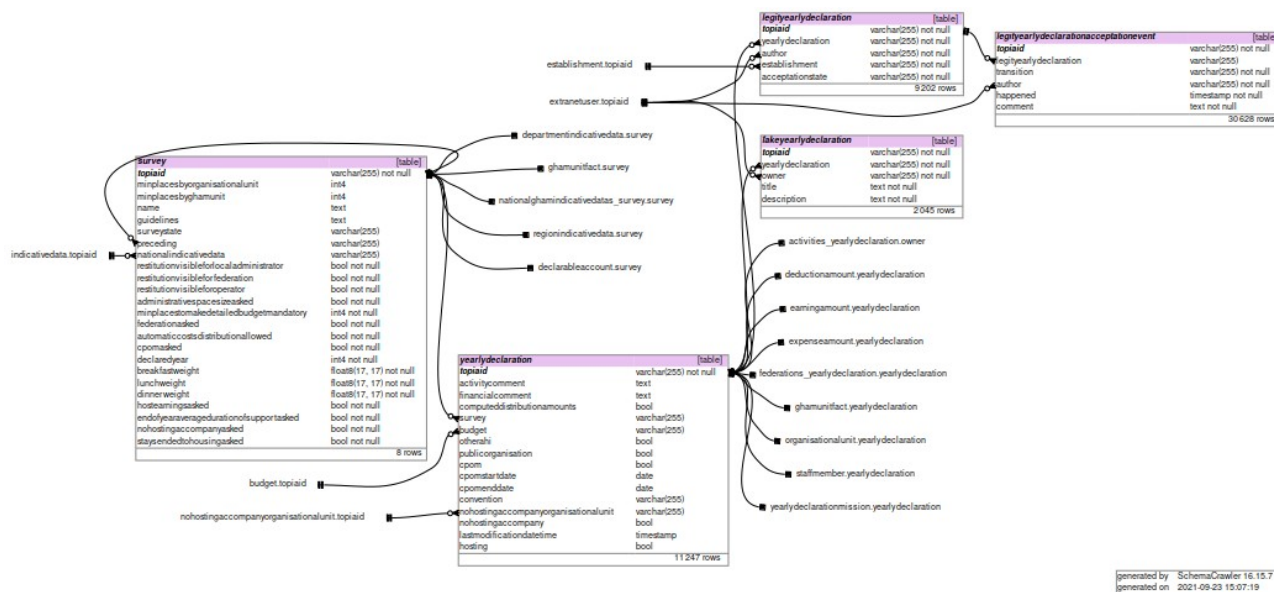 legityearlydeclaration [table]
topiaid varchar(255) not null
yearlydeclaration varchar(255) not null
author varchar(255) not null
establishment varchar(255) not null
acceptationstate varchar(255) not null
9 202 rows
legityearlydeclarationacceptationevent [table]
topiaid varchar(255) not null
legityearlydeclaration varchar(255)
transition varchar(255) not null
author varchar(255) not null
happened timestamp not null
comment text not null
30 628 rows
establishment.topiaid
extranetuser.topiaid
departmentindicativedata.survey
ghamunitfact.survey
nationalghamindicativedatas_survey.survey
regionindicativedata.survey
declarableaccount.survey
lakeyearlydeclaration [table]
topiaid varchar(255) not null
yearlydeclaration varchar(255) not null
owner varchar(255) not null
title text not null
description text not null
2 045 rows
survey [table]
topiaid varchar(255) not null
minplacesbyorganisationalunit int4
minplacesbyghamunit int4
name text
guidelines text
surveystate varchar(255)
preceding varchar(255)
nationalindicativedata varchar(255)
restitutionvisibleforlocaladministrator bool not null
restitutionvisibleforfederation bool not null
restitutionvisibleforoperator bool not null
administrativespacesizeasked bool not null
minplacestomakedetailedbudgetmandatory int4 not null
federationasked bool not null
automaticcostsdistributionallowed bool not null
cpomasked bool not null
declaredyear int4 not null
breakfastweight float8(17, 17) not null
lunchweight float8(17, 17) not null
dinnerweight float8(17, 17) not null
hostearningsasked bool not null
endofyearaveragedurationofsupportasked bool not null
nohostingaccompanyasked bool not null
staysendedtohousingasked bool not null
8 rows
indicativedata.topiaid
activities_yearlydeclaration.owner
deductionamount.yearlydeclaration
earningamount.yearlydeclaration
expenseamount.yearlydeclaration
federations_yearlydeclaration.yearlydeclaration
ghamunitfact.yearlydeclaration
organisationalunit.yearlydeclaration
staffmember.yearlydeclaration
yearlydeclarationmission.yearlydeclaration
yearlydeclaration [table]
topiaid varchar(255) not null
activitycomment text
financialcomment text
computeddistributionamounts bool
survey varchar(255)
budget varchar(255)
otherahi bool
publicorganisation bool
cpom bool
cpomstartdate date
cpomenddate date
convention varchar(255)
nohostingaccompanyorganisationalunit varchar(255)
nohostingaccompany bool
lastmodificationdatetime timestamp
hosting bool
11 247 rows
budget.topiaid
nohostingaccompanyorganisationalunit.topiaid
generated by SchemaCrawler 16.15.7
generated on 2021-09-23 15:07:19